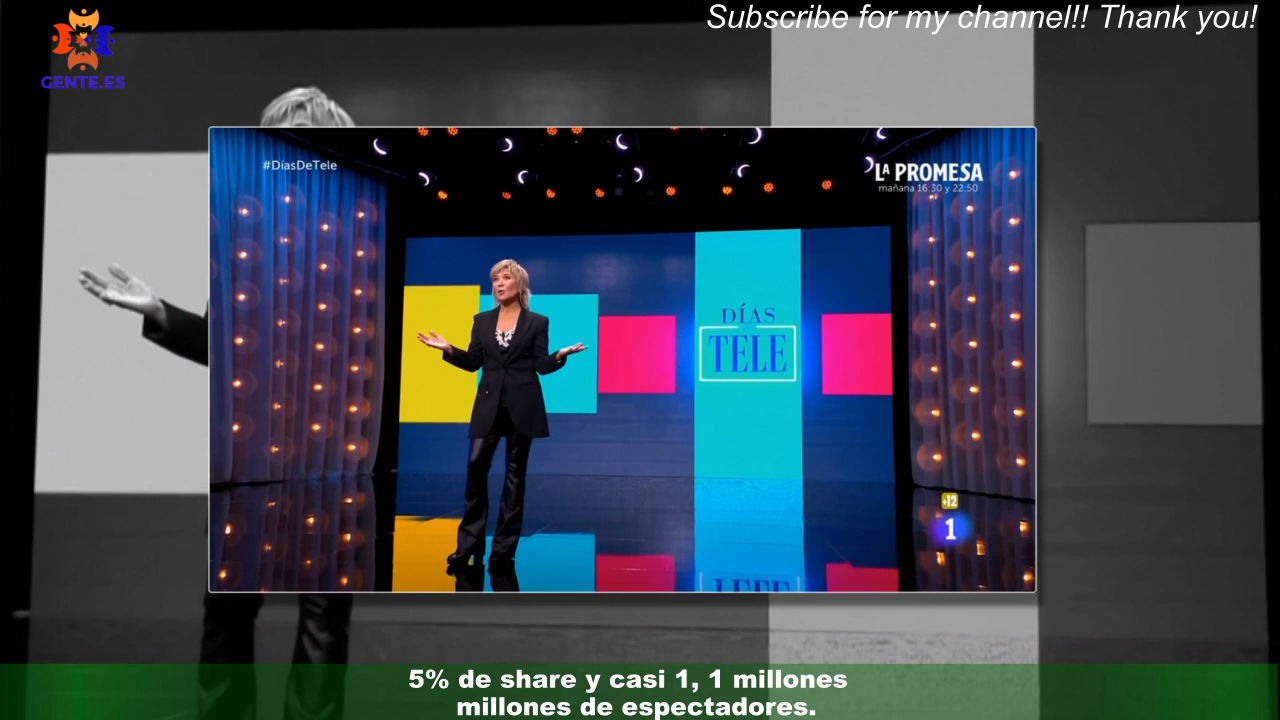 Subscribe for my channel!! Thank you!
GENTE.ES
#DíasDeTele
LA PROMESA
mañana 16:30 y 22:50
DÍAS
TELE
+12
1
5% de share y casi 1, 1 millones
millones de espectadores.